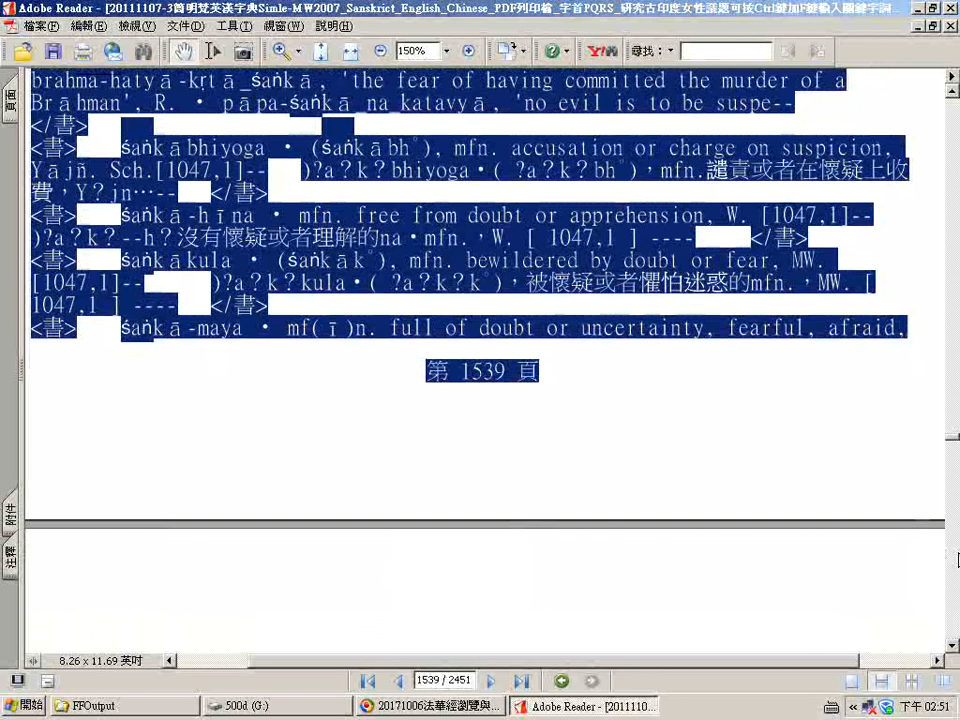 Adobe Reader - [20111107-3簡明梵英漢字典Simle-MW2007_Sanskrict_English_Chinese_PDF列印檔_字首PQRS_研究古印度女性議題可按Ctrl鍵加F鍵輸入關鍵字詞...
檔案(F) 編輯(E) 檢視(V) 文件(D) 工具(T) 視窗(W) 說明(H)
150% Y! 尋找:
頁面
brahma-hatyā-kṛtā_śaṅkā, 'the fear of having committed the murder of a
Brāhman', R. • pāpa-śaṅkā_na katavyā, 'no evil is to be suspe--
</書>
<書> śaṅkābhiyoga • (śaṅkābh°), mfn. accusation or charge on suspicion,
Yājñ. Sch.[1047,1]-- )?a?k?bhiyoga•( ?a?k?bh°),mfn.譴責或者在懷疑上收
費,Y?jn…-- </書>
<書> śaṅkā-hīna • mfn. free from doubt or apprehension, W. [1047,1]--
)?a?k?--h?沒有懷疑或者理解的na•mfn.,W. [ 1047,1 ] ---- </書>
<書> śaṅkākula • (śaṅkāk°), mfn. bewildered by doubt or fear, MW.
[1047,1]-- )?a?k?kula•( ?a?k?k°),被懷疑或者懼怕迷惑的mfn.,MW. [
1047,1 ] ---- </書>
<書> śaṅkā-maya • mf(ī)n. full of doubt or uncertainty, fearful, afraid,
第 1539 頁
附件
注釋
8.26 x 11.69 英吋
1539 / 2451
開始 FFOutput 500d (G:) 20171006法華經瀏覽與... Adobe Reader - [2011110... 下午 02:51